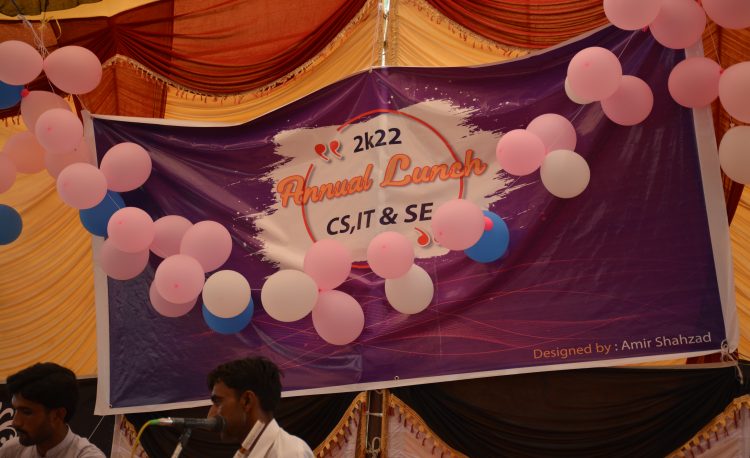 “
2k22
Annual Lunch
CS,IT & SE
”
Designed by : Amir Shahzad